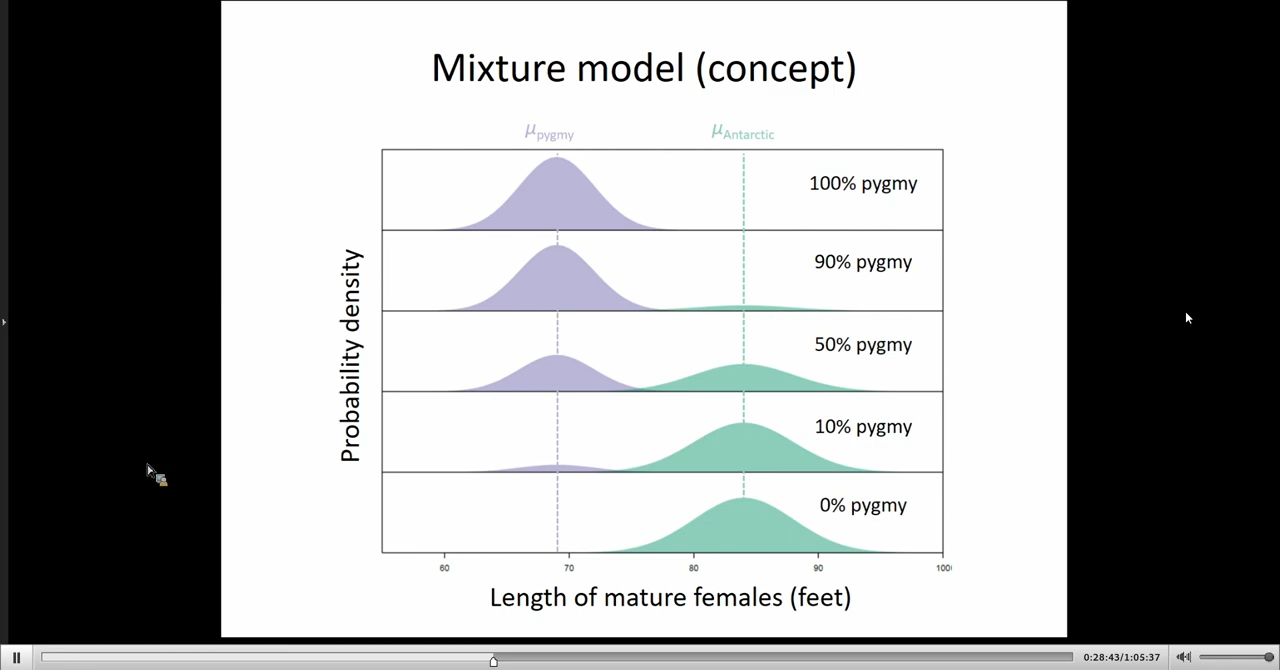 Mixture model (concept)
μpygmy
μAntarctic
100% pygmy
90% pygmy
50% pygmy
10% pygmy
0% pygmy
Probability density
60 70 80 90 100
Length of mature females (feet)
0:28:43/1:05:37